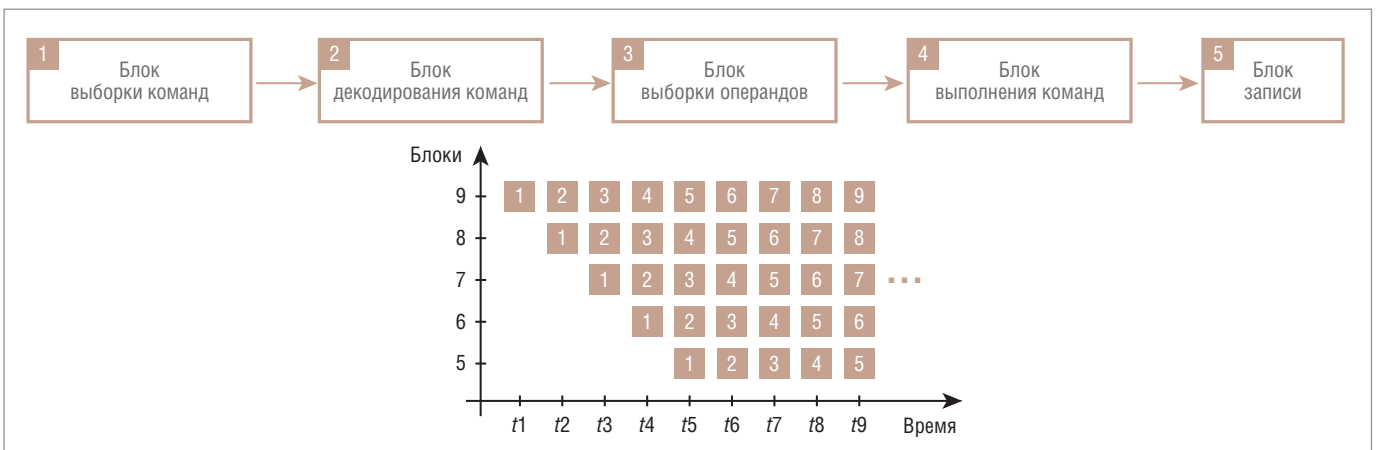 1
Блок
выборки команд
2
Блок
декодирования команд
3
Блок
выборки операндов
4
Блок
выполнения команд
5
Блок
записи
Блоки
9 1 2 3 4 5 6 7 8 9
8 1 2 3 4 5 6 7 8
7 1 2 3 4 5 6 7 ...
6 1 2 3 4 5 6
5 1 2 3 4 5
t1 t2 t3 t4 t5 t6 t7 t8 t9 Время